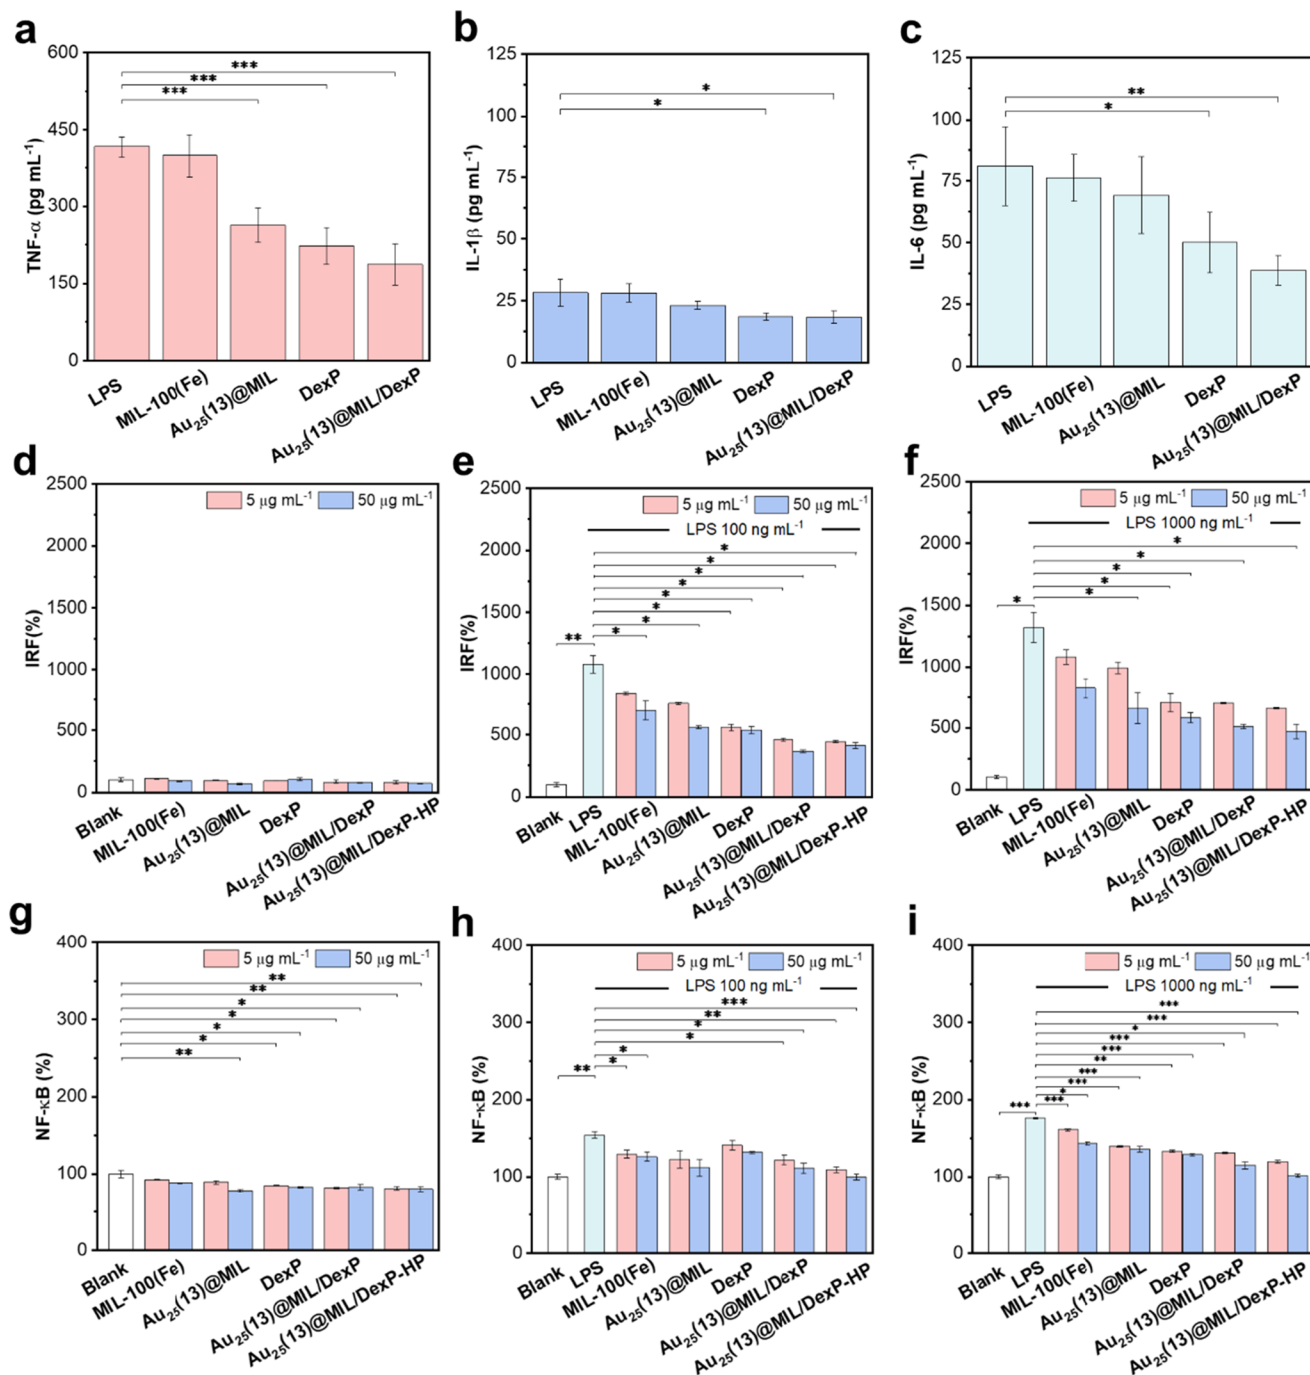 a
600
450
300
150
0
TNF-α (pg mL⁻¹)
***
***
***
LPS
MIL-100(Fe)
Au₂₅(13)@MIL
DexP
Au₂₅(13)@MIL/DexP
b
125
100
75
50
25
0
IL-1β (pg mL⁻¹)
*
*
LPS
MIL-100(Fe)
Au₂₅(13)@MIL
DexP
Au₂₅(13)@MIL/DexP
c
125
100
75
50
25
0
IL-6 (pg mL⁻¹)
**
*
LPS
MIL-100(Fe)
Au₂₅(13)@MIL
DexP
Au₂₅(13)@MIL/DexP
d
2500
2000
1500
1000
500
0
IRF(%)
5 μg mL⁻¹ 50 μg mL⁻¹
Blank
MIL-100(Fe)
Au₂₅(13)@MIL
DexP
Au₂₅(13)@MIL/DexP
Au₂₅(13)@MIL/DexP-HP
e
2500
2000
1500
1000
500
0
IRF(%)
5 μg mL⁻¹ 50 μg mL⁻¹
LPS 100 ng mL⁻¹
*
*
*
*
*
*
*
*
**
Blank
LPS
MIL-100(Fe)
Au₂₅(13)@MIL
DexP
Au₂₅(13)@MIL/DexP
Au₂₅(13)@MIL/DexP-HP
f
2500
2000
1500
1000
500
0
IRF(%)
5 μg mL⁻¹ 50 μg mL⁻¹
LPS 1000 ng mL⁻¹
*
*
*
*
*
*
Blank
LPS
MIL-100(Fe)
Au₂₅(13)@MIL
DexP
Au₂₅(13)@MIL/DexP
Au₂₅(13)@MIL/DexP-HP
g
400
300
200
100
0
NF-κB (%)
5 μg mL⁻¹ 50 μg mL⁻¹
**
**
*
*
*
*
**
Blank
MIL-100(Fe)
Au₂₅(13)@MIL
DexP
Au₂₅(13)@MIL/DexP
Au₂₅(13)@MIL/DexP-HP
h
400
300
200
100
0
NF-κB (%)
5 μg mL⁻¹ 50 μg mL⁻¹
LPS 100 ng mL⁻¹
***
**
*
*
*
*
**
Blank
LPS
MIL-100(Fe)
Au₂₅(13)@MIL
DexP
Au₂₅(13)@MIL/DexP
Au₂₅(13)@MIL/DexP-HP
i
400
300
200
100
0
NF-κB (%)
5 μg mL⁻¹ 50 μg mL⁻¹
LPS 1000 ng mL⁻¹
***
***
*
***
***
**
***
***
*
***
***
Blank
LPS
MIL-100(Fe)
Au₂₅(13)@MIL
DexP
Au₂₅(13)@MIL/DexP
Au₂₅(13)@MIL/DexP-HP